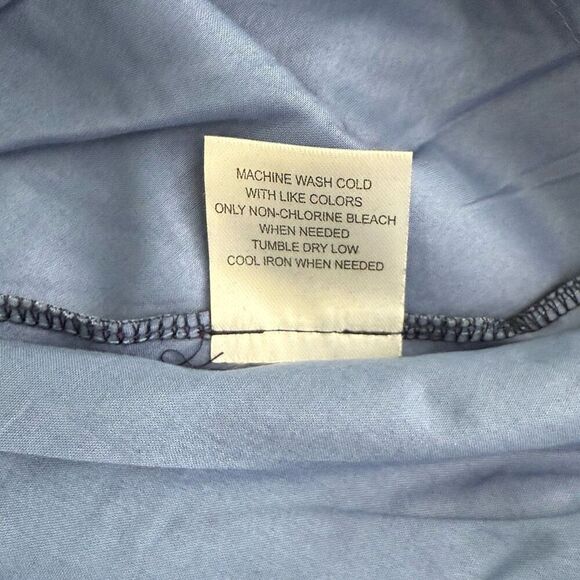 MACHINE WASH COLD
WITH LIKE COLORS
ONLY NON-CHLORINE BLEACH
WHEN NEEDED
TUMBLE DRY LOW
COOL IRON WHEN NEEDED